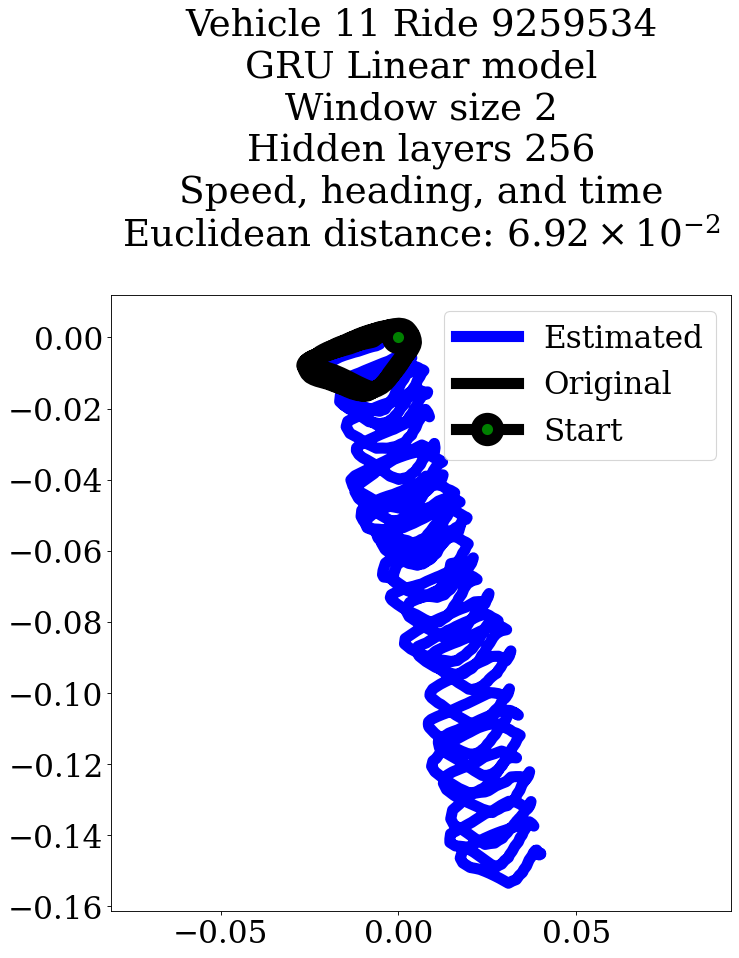 Vehicle 11 Ride 9259534
GRU Linear model
Window size 2
Hidden layers 256
Speed, heading, and time
Euclidean distance: 6.92 × 10⁻²
Estimated
Original
Start
0.00
−0.02
−0.04
−0.06
−0.08
−0.10
−0.12
−0.14
−0.16
−0.05
0.00
0.05